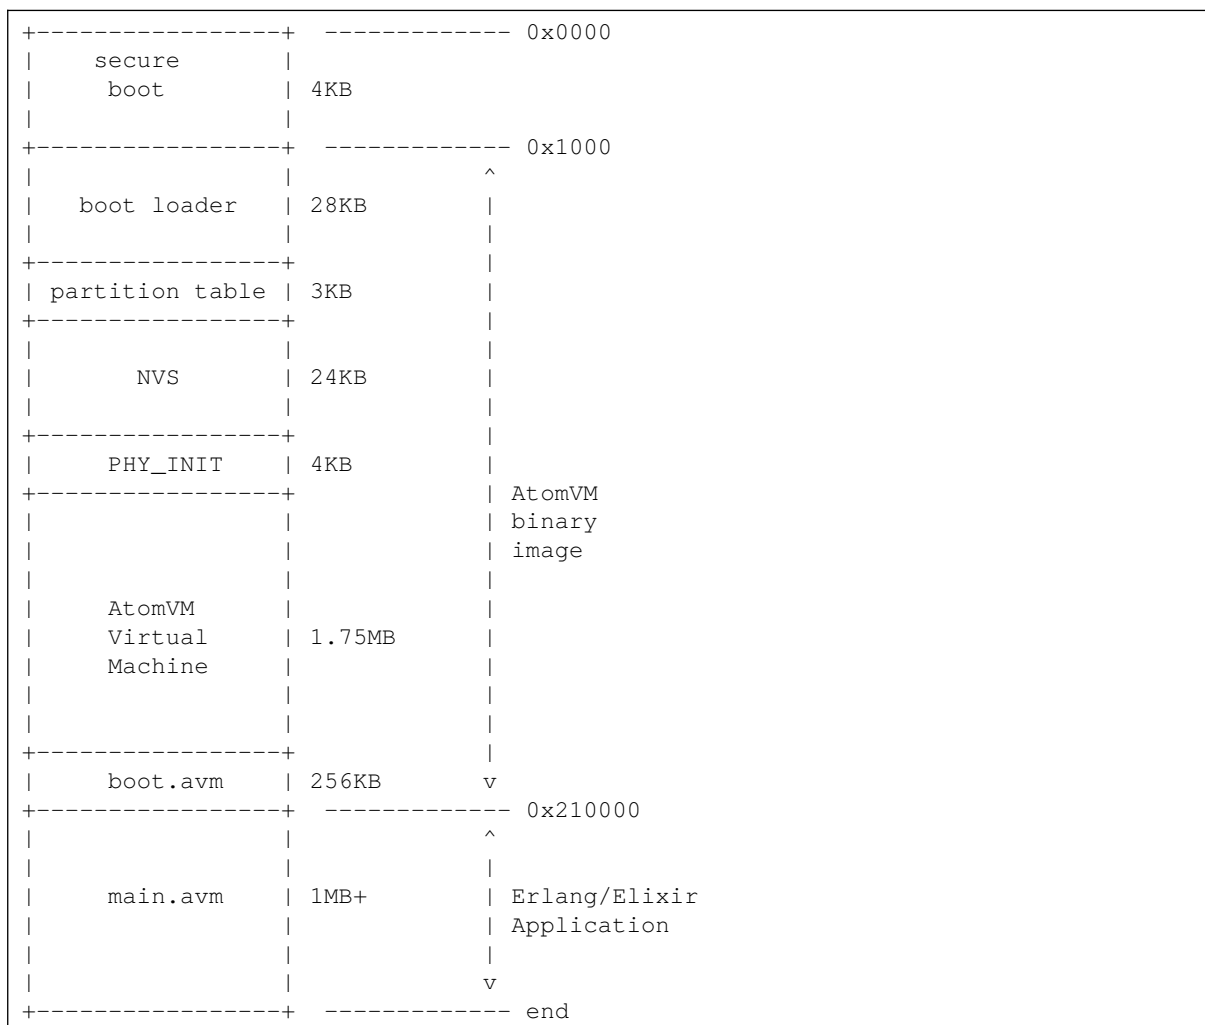 +-----------------+  ------------- 0x0000
|    secure       |
|     boot        | 4KB
|                 |
+-----------------+  ------------- 0x1000
|                 |             ^
|   boot loader   | 28KB        |
|                 |             |
+-----------------+             |
| partition table | 3KB         |
+-----------------+             |
|                 |             |
|       NVS       | 24KB        |
|                 |             |
+-----------------+             |
|     PHY_INIT    | 4KB         |
+-----------------+             | AtomVM
|                 |             | binary
|                 |             | image
|                 |             |
|     AtomVM      |             |
|     Virtual     | 1.75MB      |
|     Machine     |             |
|                 |             |
|                 |             |
+-----------------+             |
|     boot.avm    | 256KB       v
+-----------------+  ------------- 0x210000
|                 |             ^
|                 |             |
|     main.avm    | 1MB+        | Erlang/Elixir
|                 |             | Application
|                 |             |
|                 |             v
+-----------------+  ------------- end